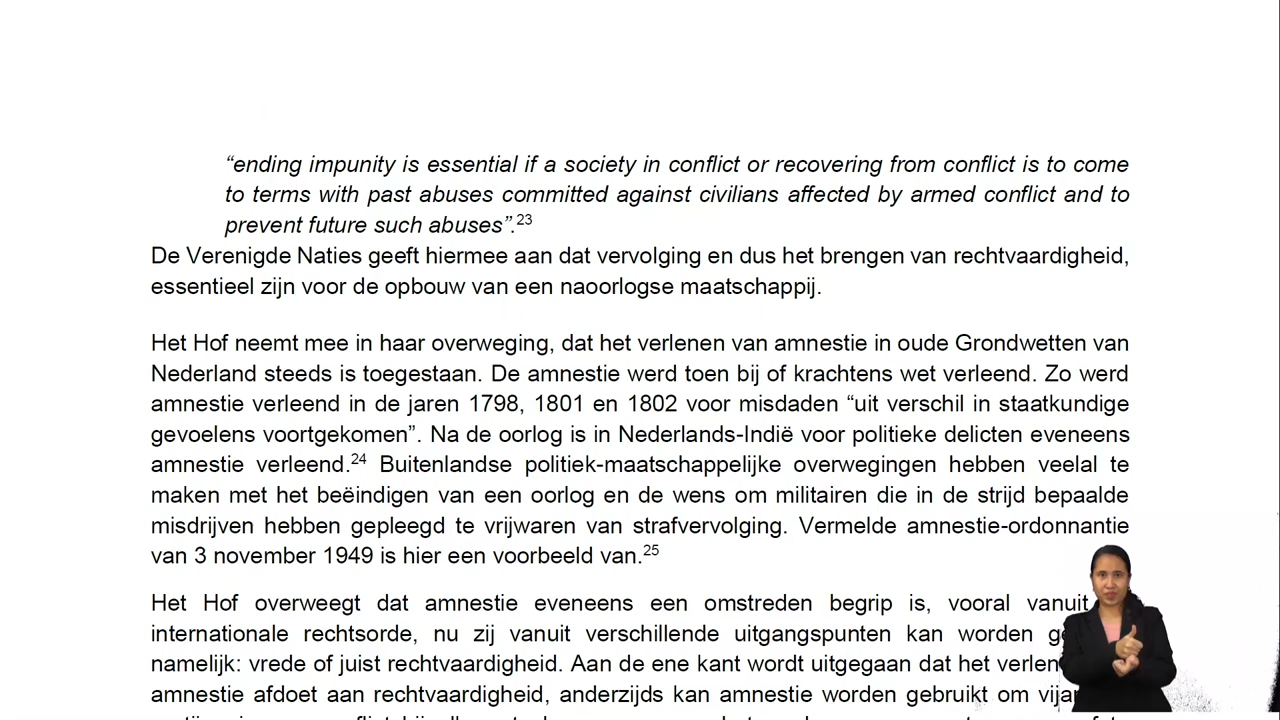 “ending impunity is essential if a society in conflict or recovering from conflict is to come
to terms with past abuses committed against civilians affected by armed conflict and to
prevent future such abuses”.23
De Verenigde Naties geeft hiermee aan dat vervolging en dus het brengen van rechtvaardigheid,
essentieel zijn voor de opbouw van een naoorlogse maatschappij.
Het Hof neemt mee in haar overweging, dat het verlenen van amnestie in oude Grondwetten van
Nederland steeds is toegestaan. De amnestie werd toen bij of krachtens wet verleend. Zo werd
amnestie verleend in de jaren 1798, 1801 en 1802 voor misdaden “uit verschil in staatkundige
gevoelens voortgekomen”. Na de oorlog is in Nederlands-Indië voor politieke delicten eveneens
amnestie verleend.24 Buitenlandse politiek-maatschappelijke overwegingen hebben veelal te
maken met het beëindigen van een oorlog en de wens om militairen die in de strijd bepaalde
misdrijven hebben gepleegd te vrijwaren van strafvervolging. Vermelde amnestie-ordonnantie
van 3 november 1949 is hier een voorbeeld van.25
Het Hof overweegt dat amnestie eveneens een omstreden begrip is, vooral vanuit
internationale rechtsorde, nu zij vanuit verschillende uitgangspunten kan worden
namelijk: vrede of juist rechtvaardigheid. Aan de ene kant wordt uitgegaan dat het
amnestie afdoet aan rechtvaardigheid, anderzijds kan amnestie worden gebruikt om